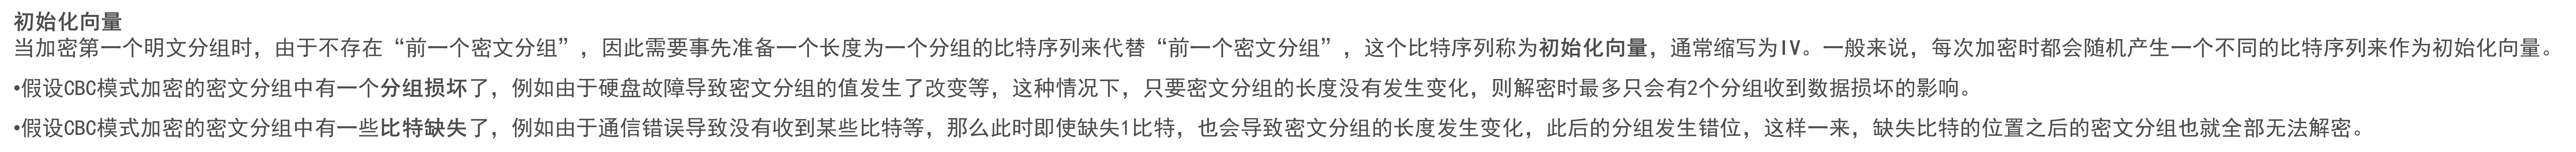 初始化向量
当加密第一个明文分组时，由于不存在“前一个密文分组”，因此需要事先准备一个长度为一个分组的比特序列来代替“前一个密文分组”，这个比特序列称为初始化向量，通常缩写为IV。一般来说，每次加密时都会随机产生一个不同的比特序列来作为初始化向量。
•假设CBC模式加密的密文分组中有一个分组损坏了，例如由于硬盘故障导致密文分组的值发生了改变等，这种情况下，只要密文分组的长度没有发生变化，则解密时最多只会有2个分组收到数据损坏的影响。
•假设CBC模式加密的密文分组中有一些比特缺失了，例如由于通信错误导致没有收到某些比特等，那么此时即使缺失1比特，也会导致密文分组的长度发生变化，此后的分组发生错位，这样一来，缺失比特的位置之后的密文分组也就全部无法解密。